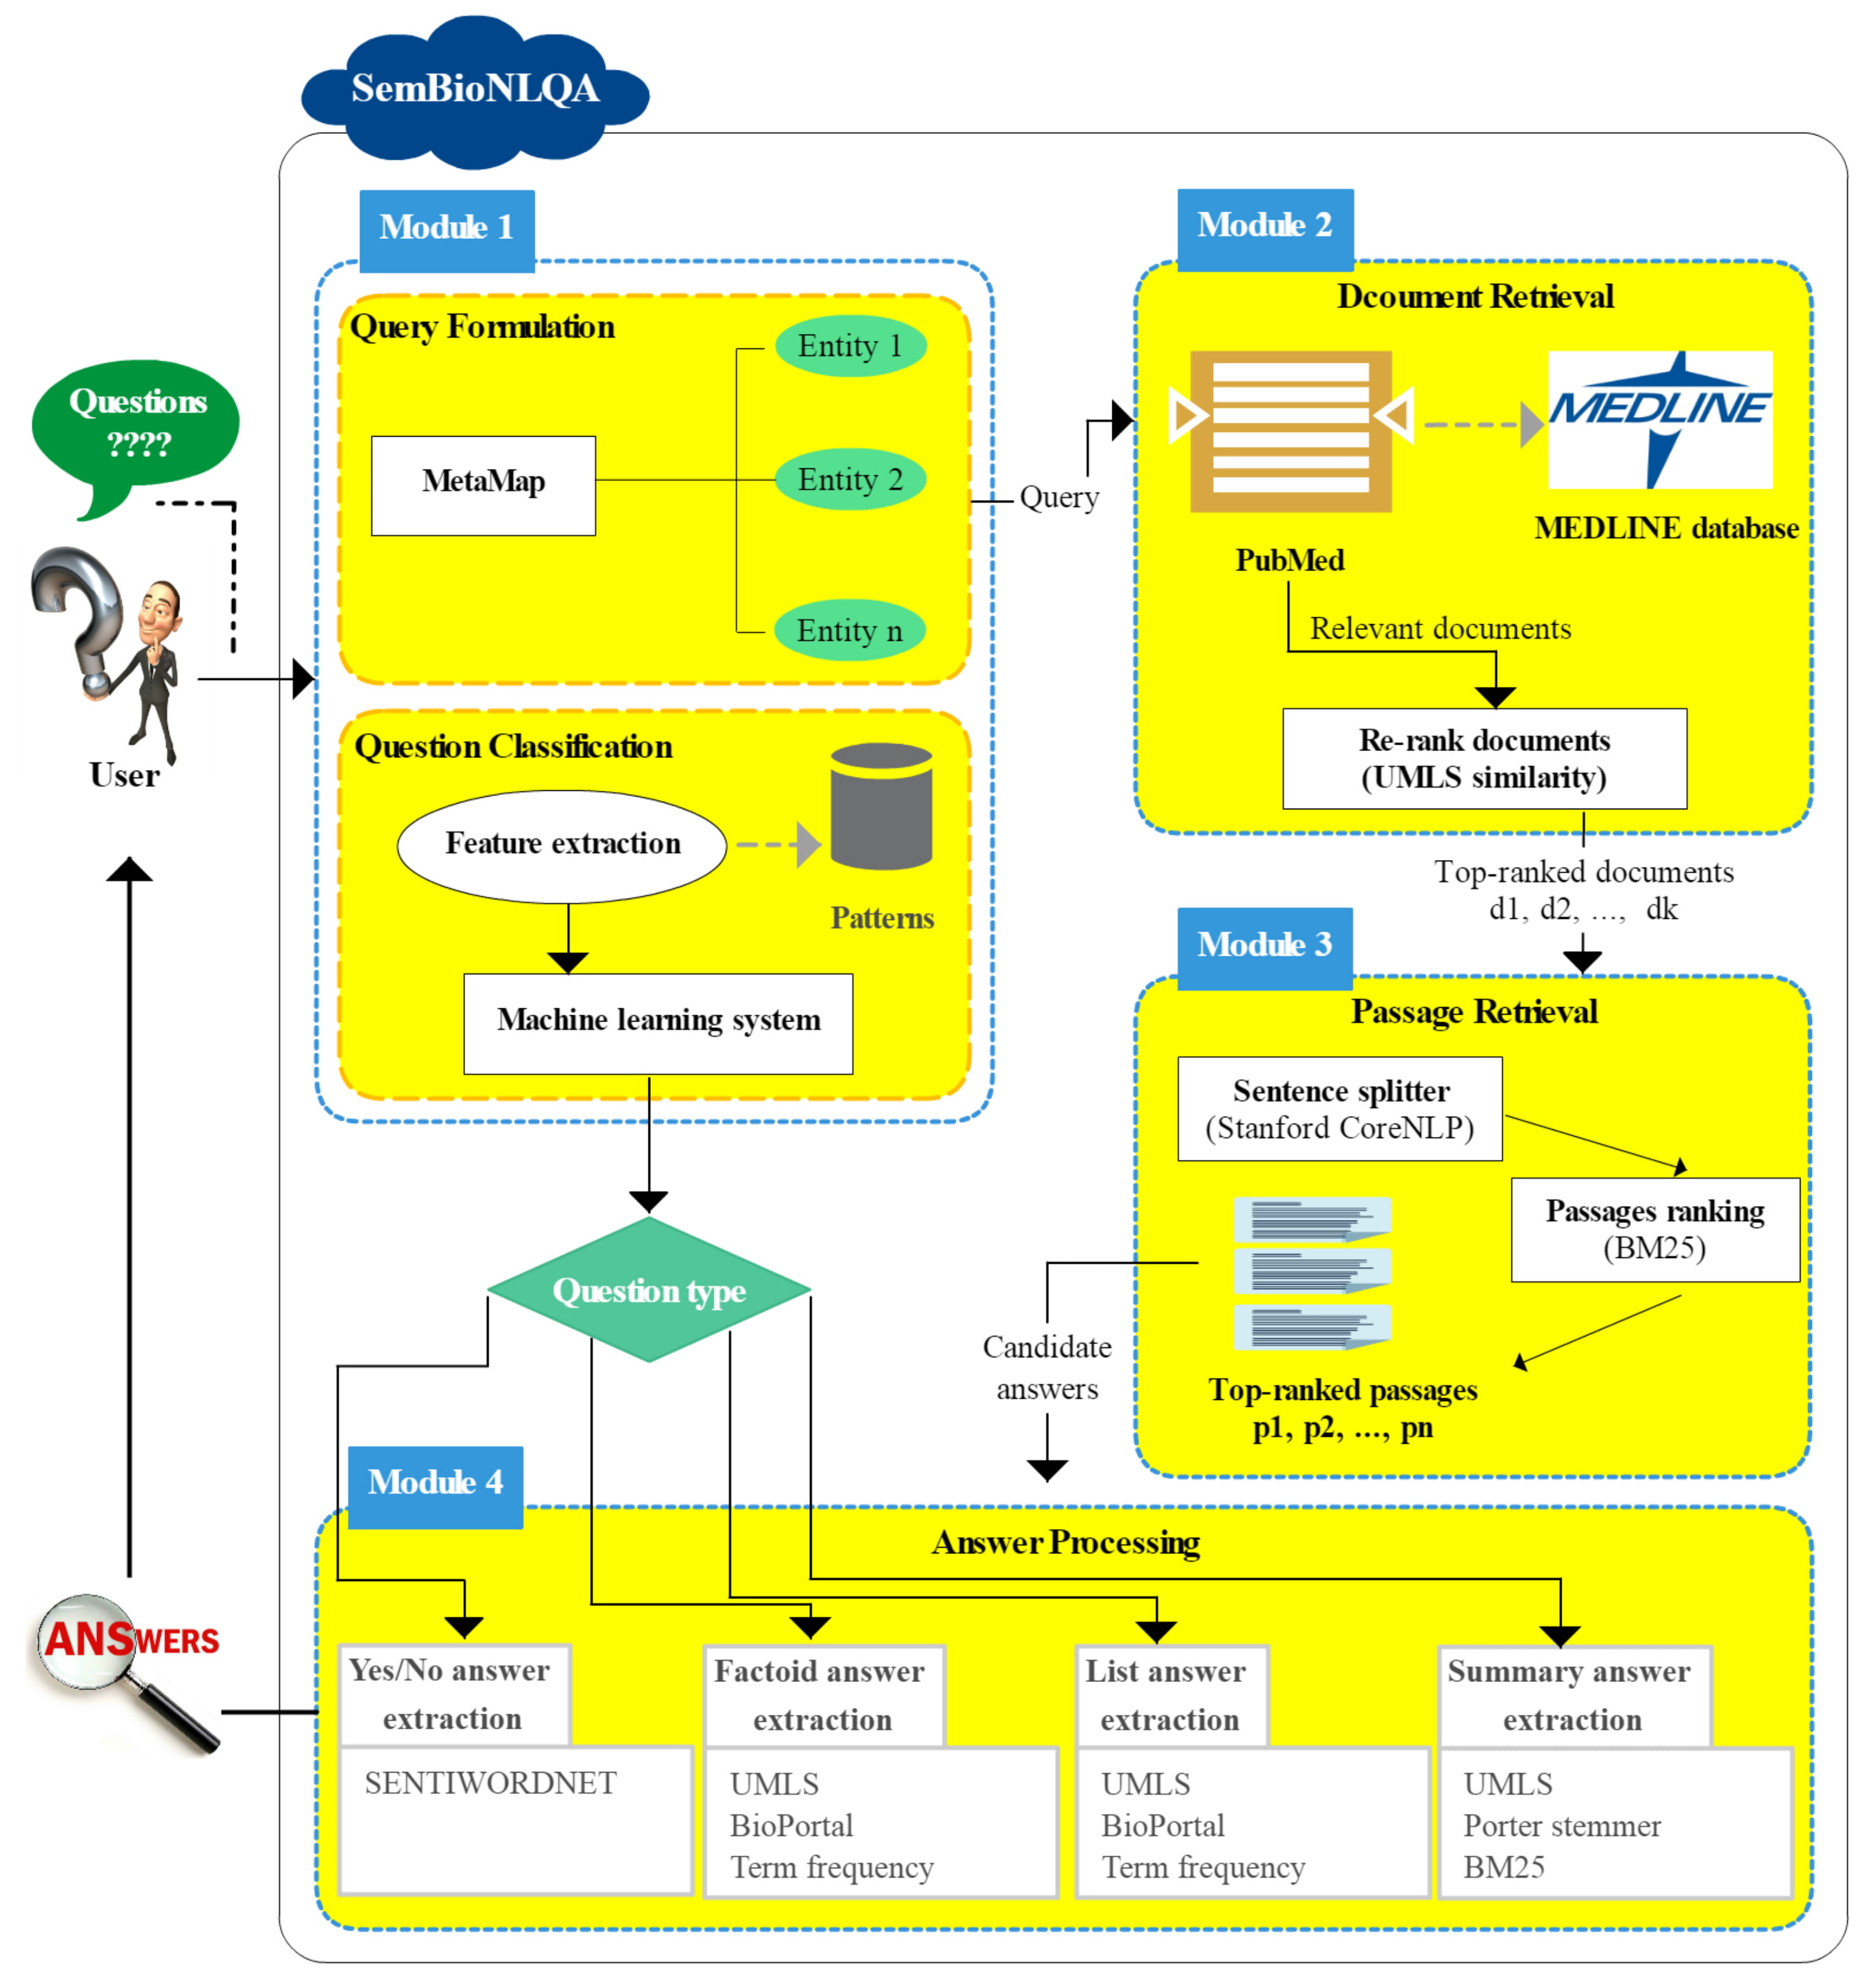 SemBioNLQA
Module 1
Query Formulation
MetaMap
Entity 1
Entity 2
Entity n
Question Classification
Feature extraction
Patterns
Machine learning system
Questions
????
User
Query
Module 2
Dcoument Retrieval
MEDLINE
MEDLINE database
PubMed
Relevant documents
Re-rank documents
(UMLS similarity)
Top-ranked documents
d1, d2, ..., dk
Module 3
Passage Retrieval
Sentence splitter
(Stanford CoreNLP)
Passages ranking
(BM25)
Top-ranked passages
p1, p2, ..., pn
Candidate
answers
Question type
Module 4
Answer Processing
Yes/No answer
extraction
SENTIWORDNET
Factoid answer
extraction
UMLS
BioPortal
Term frequency
List answer
extraction
UMLS
BioPortal
Term frequency
Summary answer
extraction
UMLS
Porter stemmer
BM25
ANSWERS